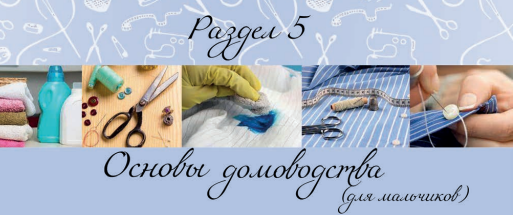 Раздел 5
Основы домоводства
(для мальчиков)